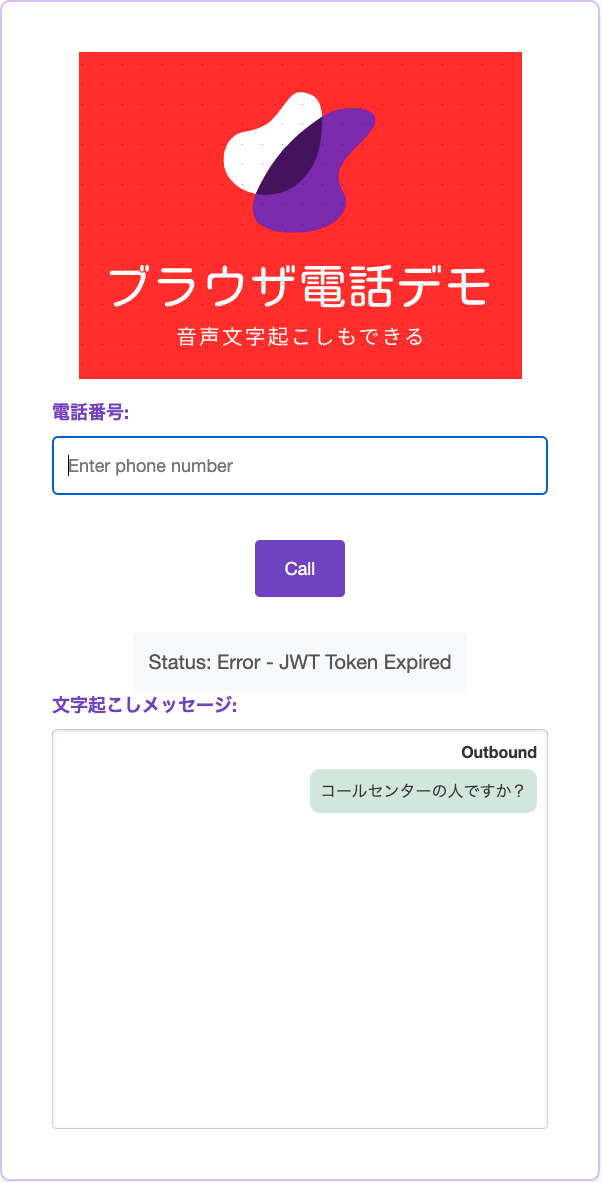 ブラウザ電話デモ
音声文字起こしもできる
電話番号:
Enter phone number
Call
Status: Error - JWT Token Expired
文字起こしメッセージ:
Outbound
コールセンターの人ですか？